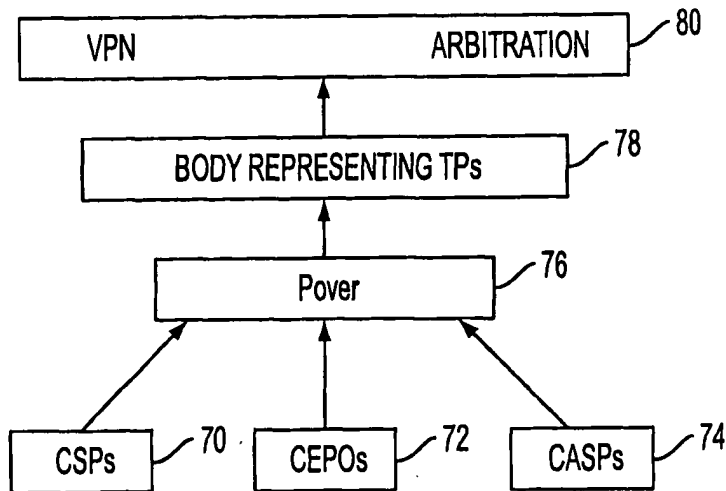 VPN ARBITRATION 80
BODY REPRESENTING TPs 78
Pover 76
CSPs 70 CEPOs 72 CASPs 74